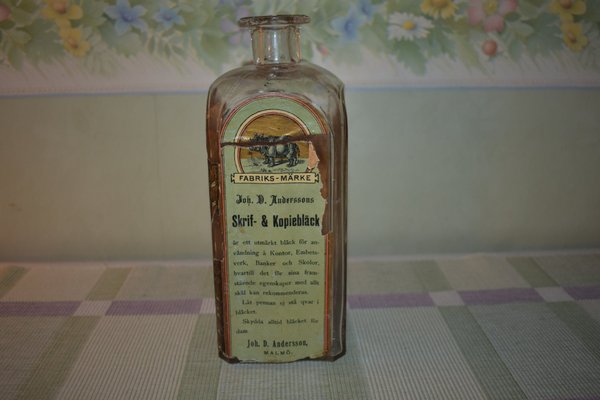 FABRIKS-MÄRKE
Joh. D. Anderssons
Skrif- & Kopiebläck
är ett utmärkt bläck för an-
vändning å Kontor, Embets-
verk, Banker och Skolor,
hvartill det för sina fram-
stående egenskaper med allt
skäl kan rekommenderas.
Låt pennan ej stå qvar i
bläcket.
Skydda alltid bläcket för
dam
Joh. D. Andersson,
MALMÖ.